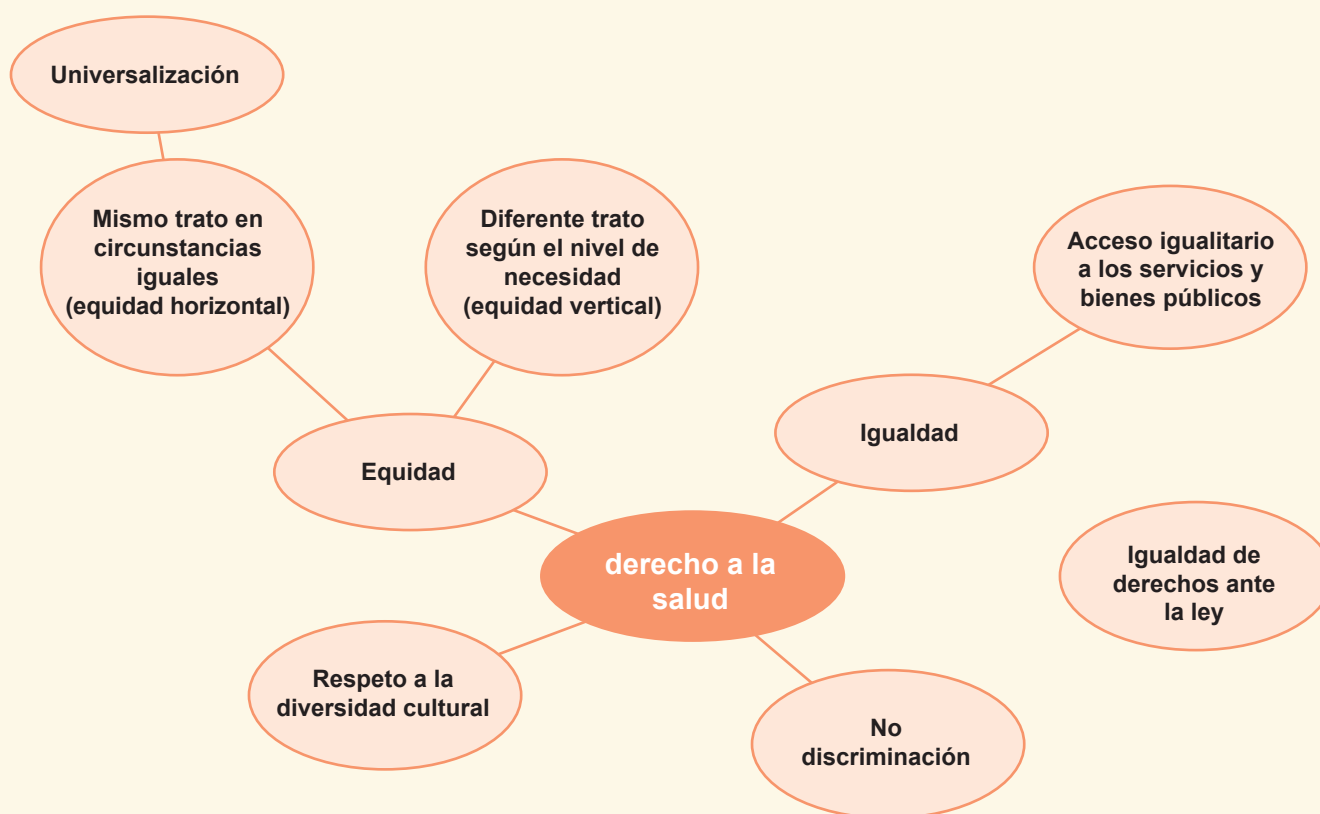 Universalización
Mismo trato en
circunstancias
iguales
(equidad horizontal)
Diferente trato
según el nivel de
necesidad
(equidad vertical)
Acceso igualitario
a los servicios y
bienes públicos
Igualdad
Equidad
derecho a la
salud
Igualdad de
derechos ante
la ley
Respeto a la
diversidad cultural
No
discriminación